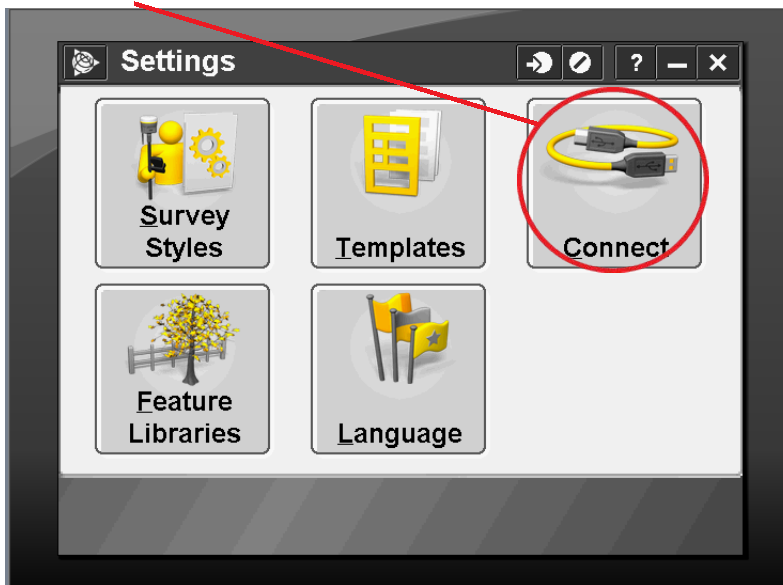 Settings
?
Survey
Styles
Templates
Connect
Feature
Libraries
Language